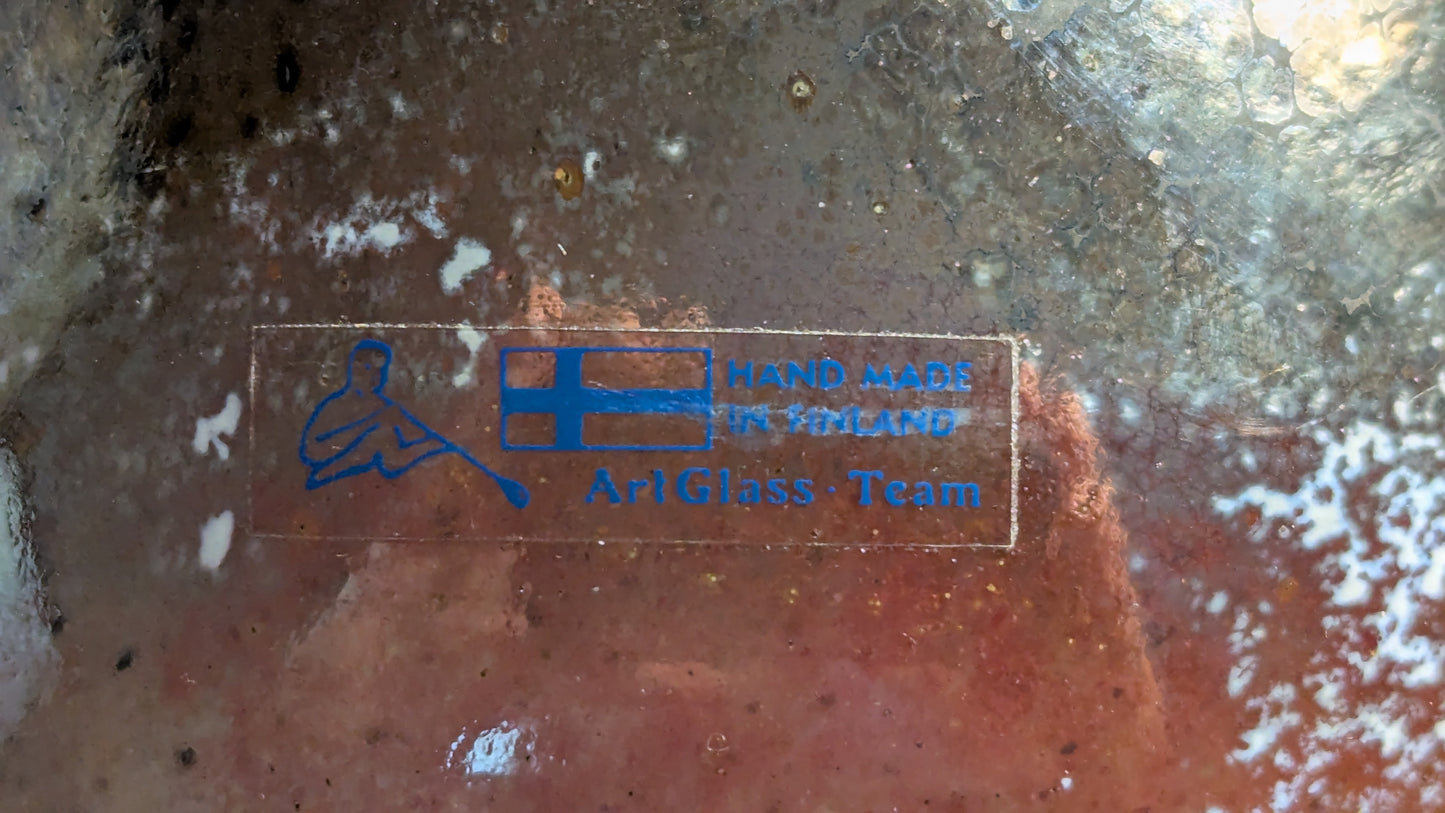 HAND MADE
IN FINLAND
ArtGlass · Team